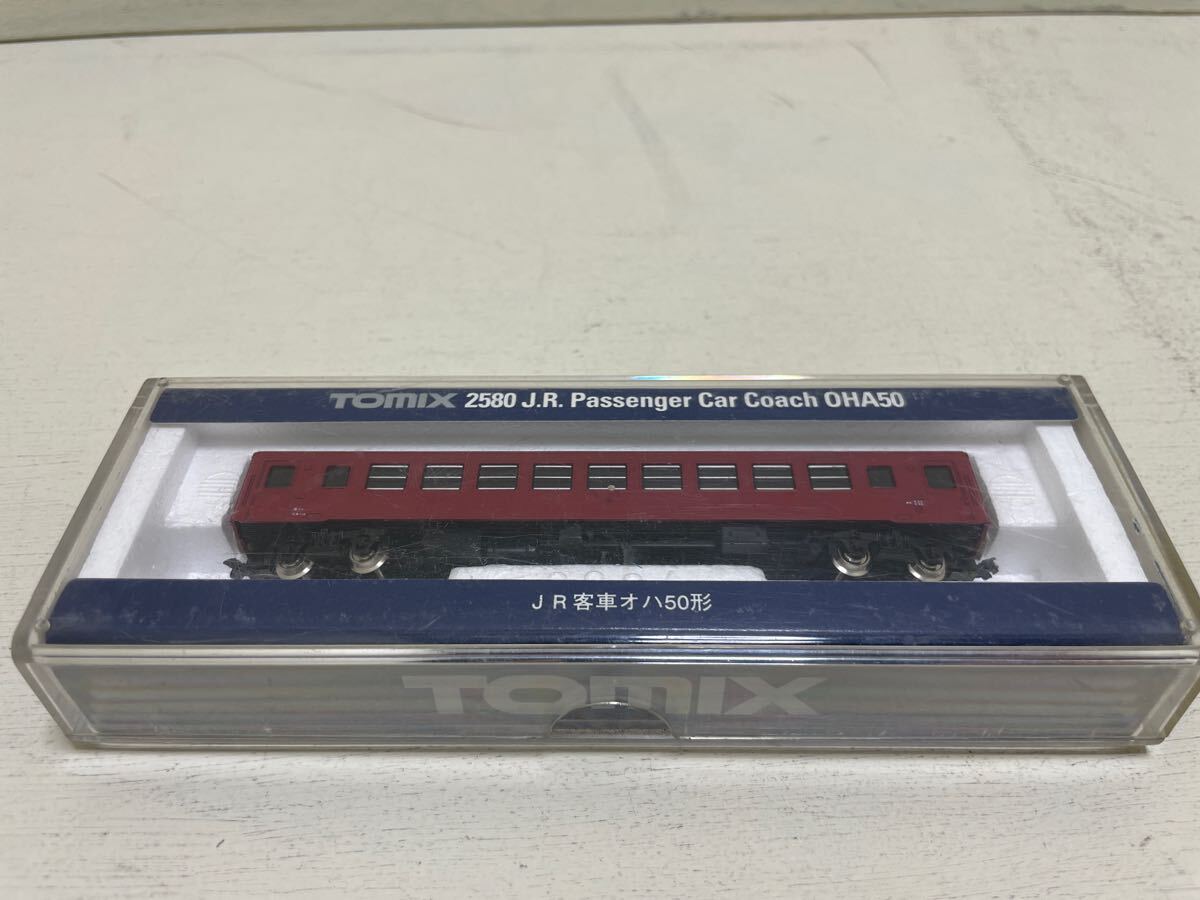 TOMIX 2580 J.R. Passenger Car Coach OHA50
JR客車オハ50形
TOMIX